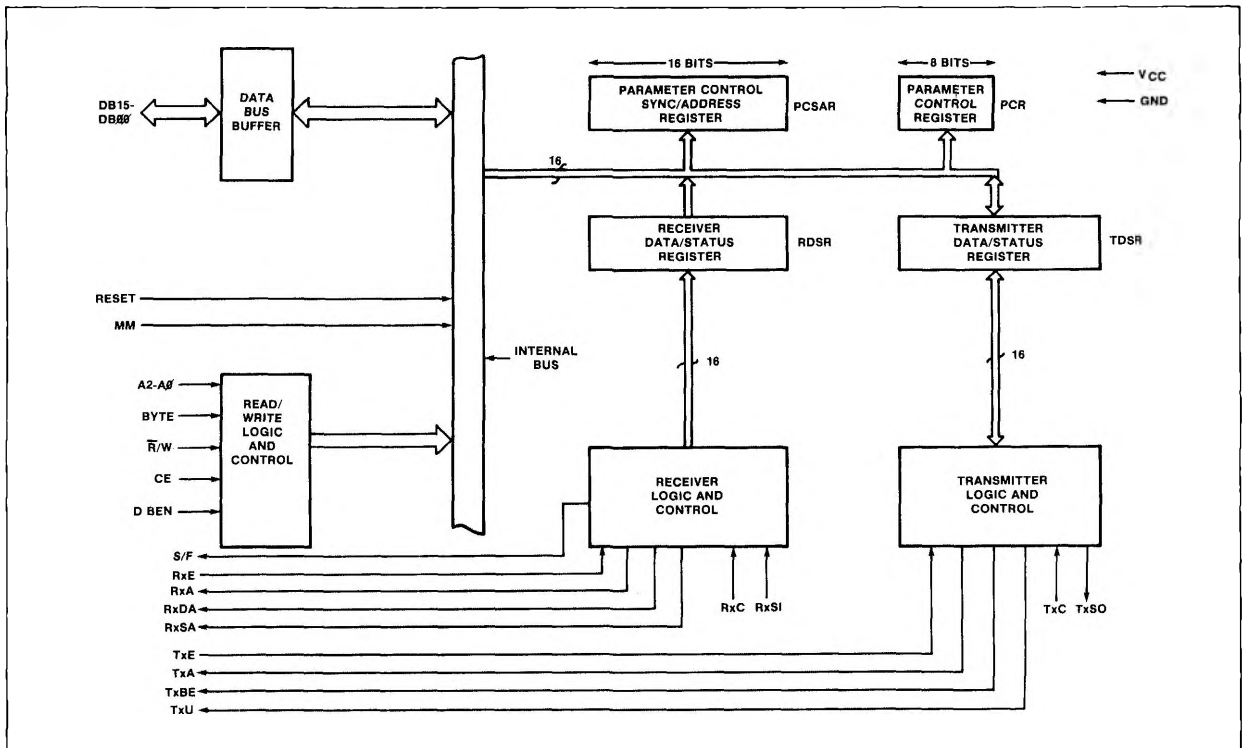 16 BITS
8 BITS
DATA
BUS
BUFFER
DB15-
DB00
PARAMETER CONTROL
SYNC/ADDRESS
REGISTER
PCSAR
PARAMETER
CONTROL
REGISTER
PCR
VCC
GND
16
RECEIVER
DATA/STATUS
REGISTER
RDSR
TRANSMITTER
DATA/STATUS
REGISTER
TDSR
RESET
MM
INTERNAL
BUS
16
16
A2-A0
BYTE
R̅/W
CE
D BEN
READ/
WRITE
LOGIC
AND
CONTROL
RECEIVER
LOGIC AND
CONTROL
TRANSMITTER
LOGIC AND
CONTROL
S/F
RxE
RxA
RxDA
RxSA
RxC
RxSI
TxC
TxSO
TxE
TxA
TxBE
TxU